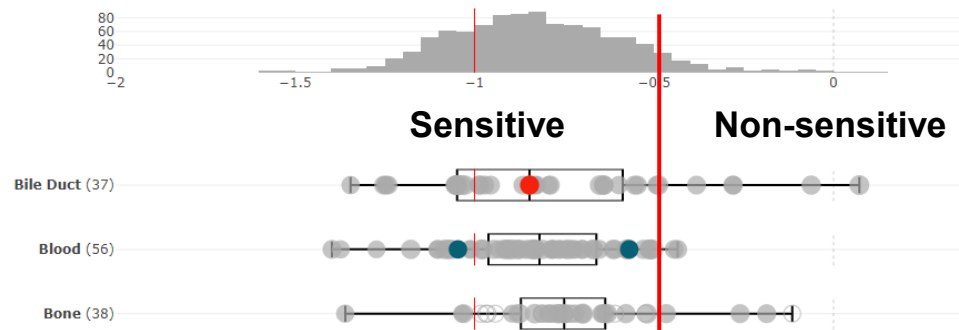 80
60
40
20
0
−2 −1.5 −1 −0.5 0
Sensitive Non-sensitive
Bile Duct (37)
Blood (56)
Bone (38)